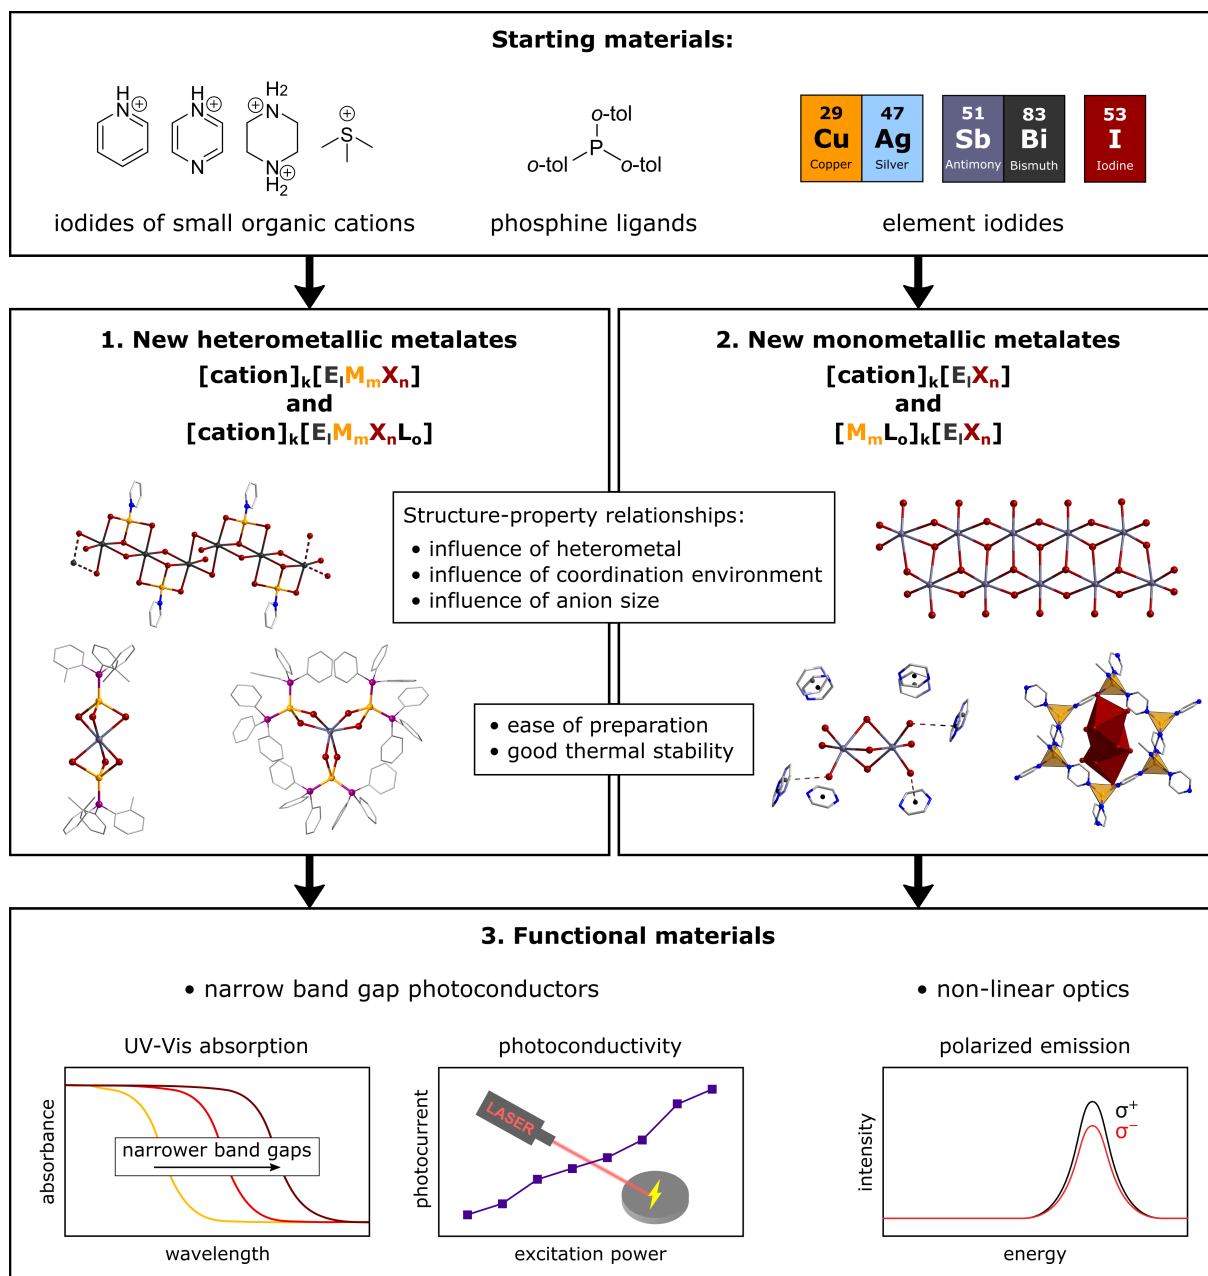 Starting materials:
H
N
⊕
H
N
⊕
N
H2
N
⊕
N
H2
⊕
⊕
S
o-tol
P
o-tol
o-tol
29 47 51 83 53
Cu Ag Sb Bi I
Copper Silver Antimony Bismuth Iodine
iodides of small organic cations
phosphine ligands
element iodides
1. New heterometallic metalates
[cation]k[ElMmXn]
and
[cation]k[ElMmXnLo]
2. New monometallic metalates
[cation]k[ElXn]
and
[MmLo]k[ElXn]
Structure-property relationships:
• influence of heterometal
• influence of coordination environment
• influence of anion size
• ease of preparation
• good thermal stability
3. Functional materials
• narrow band gap photoconductors
• non-linear optics
UV-Vis absorption
absorbance
narrower band gaps
wavelength
photoconductivity
photocurrent
LASER
excitation power
polarized emission
intensity
σ+
σ−
energy